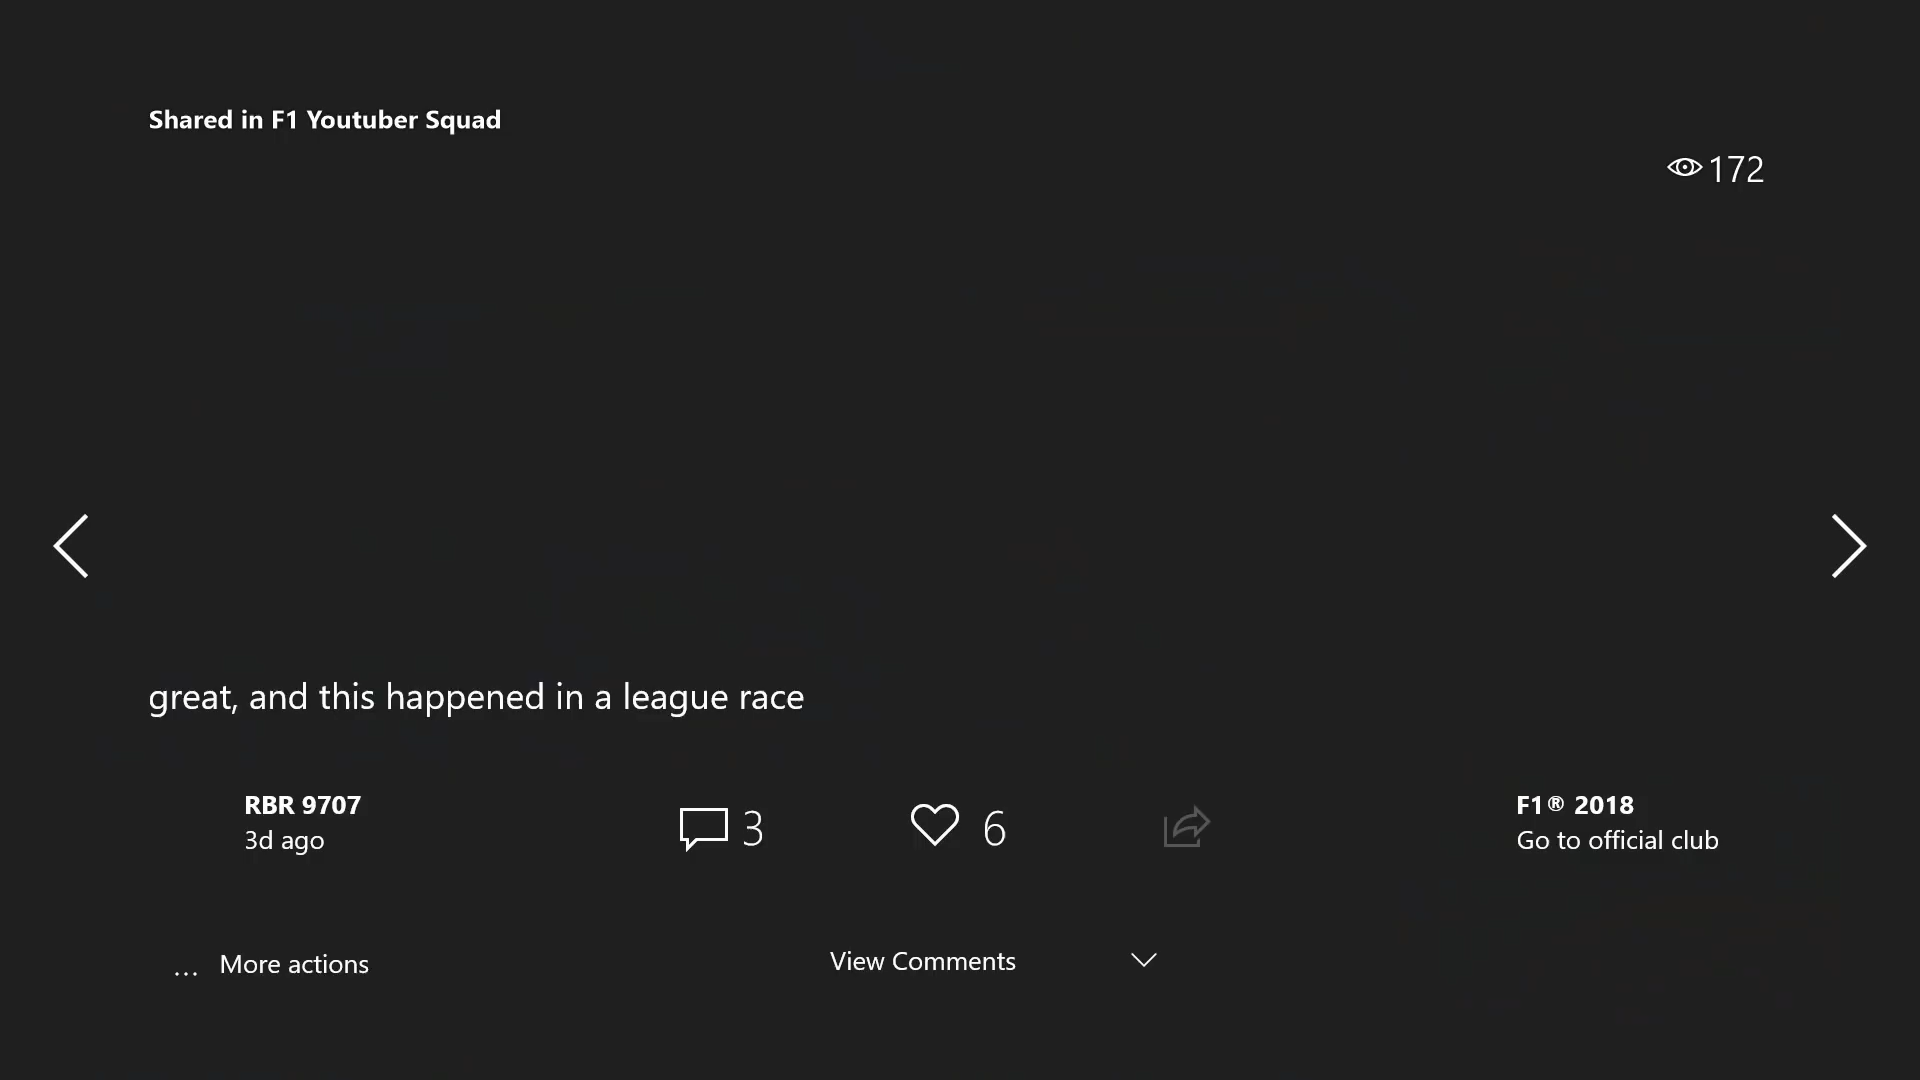 Shared in F1 Youtuber Squad
172
great, and this happened in a league race
RBR 9707
3d ago
3
6
F1® 2018
Go to official club
... More actions
View Comments